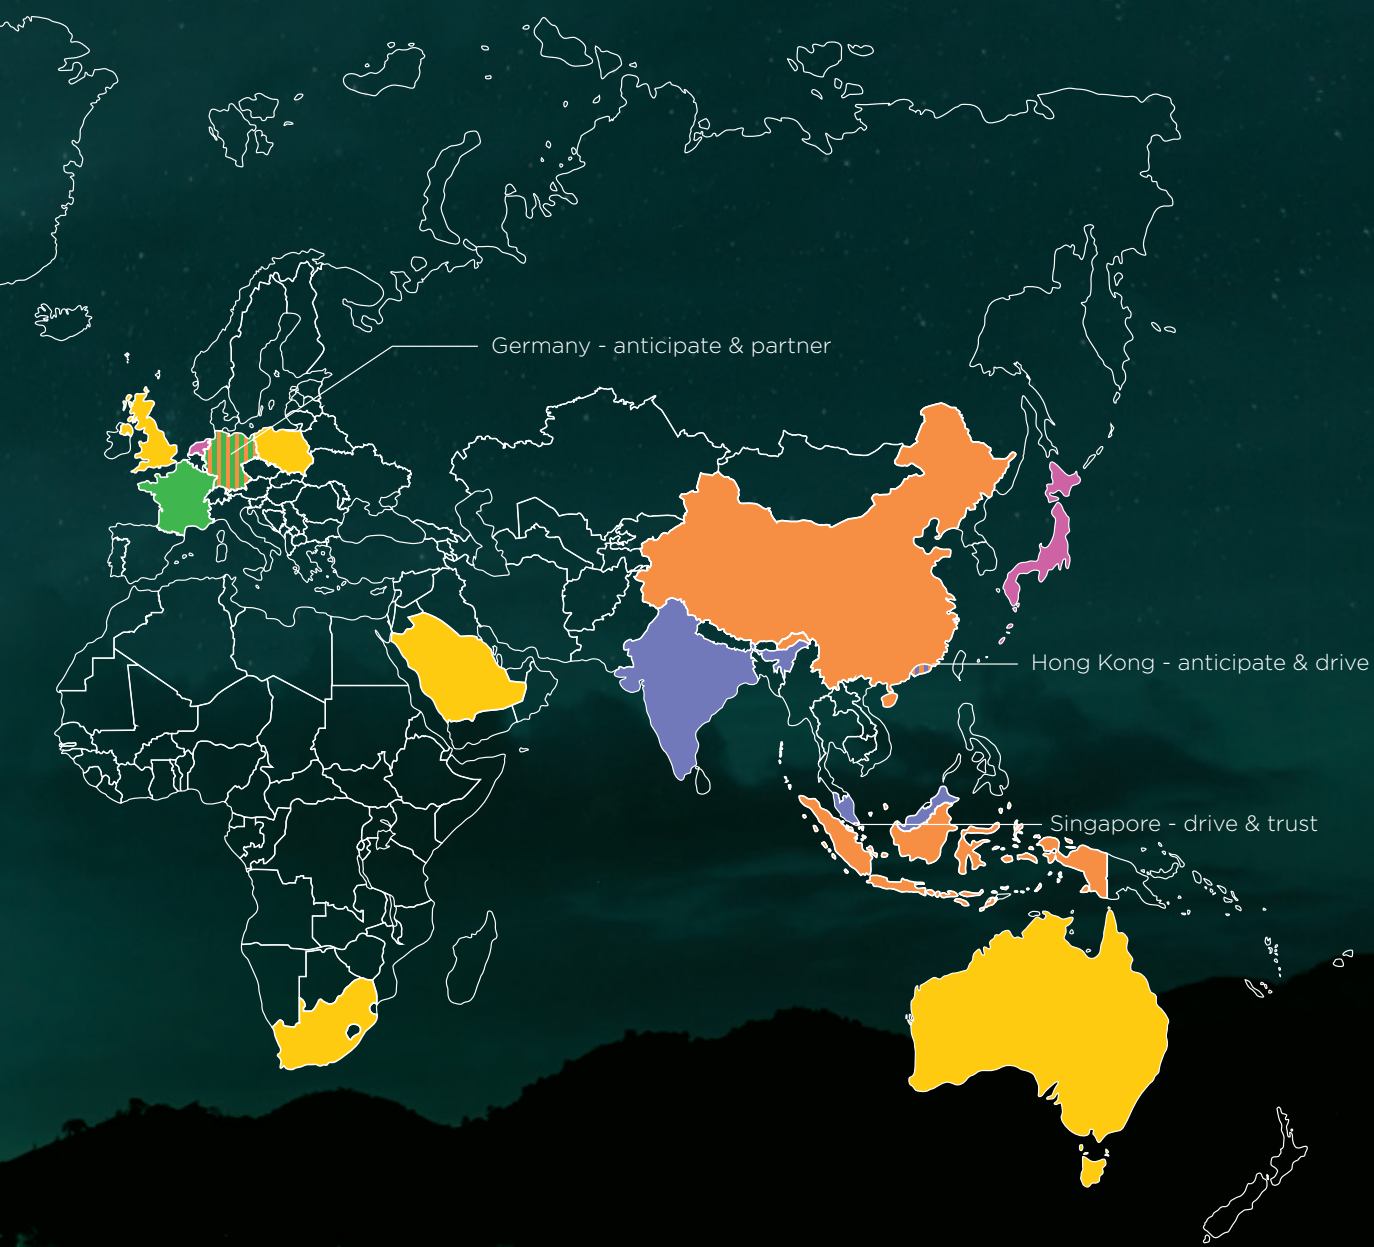 Germany - anticipate & partner
Hong Kong - anticipate & drive
Singapore - drive & trust